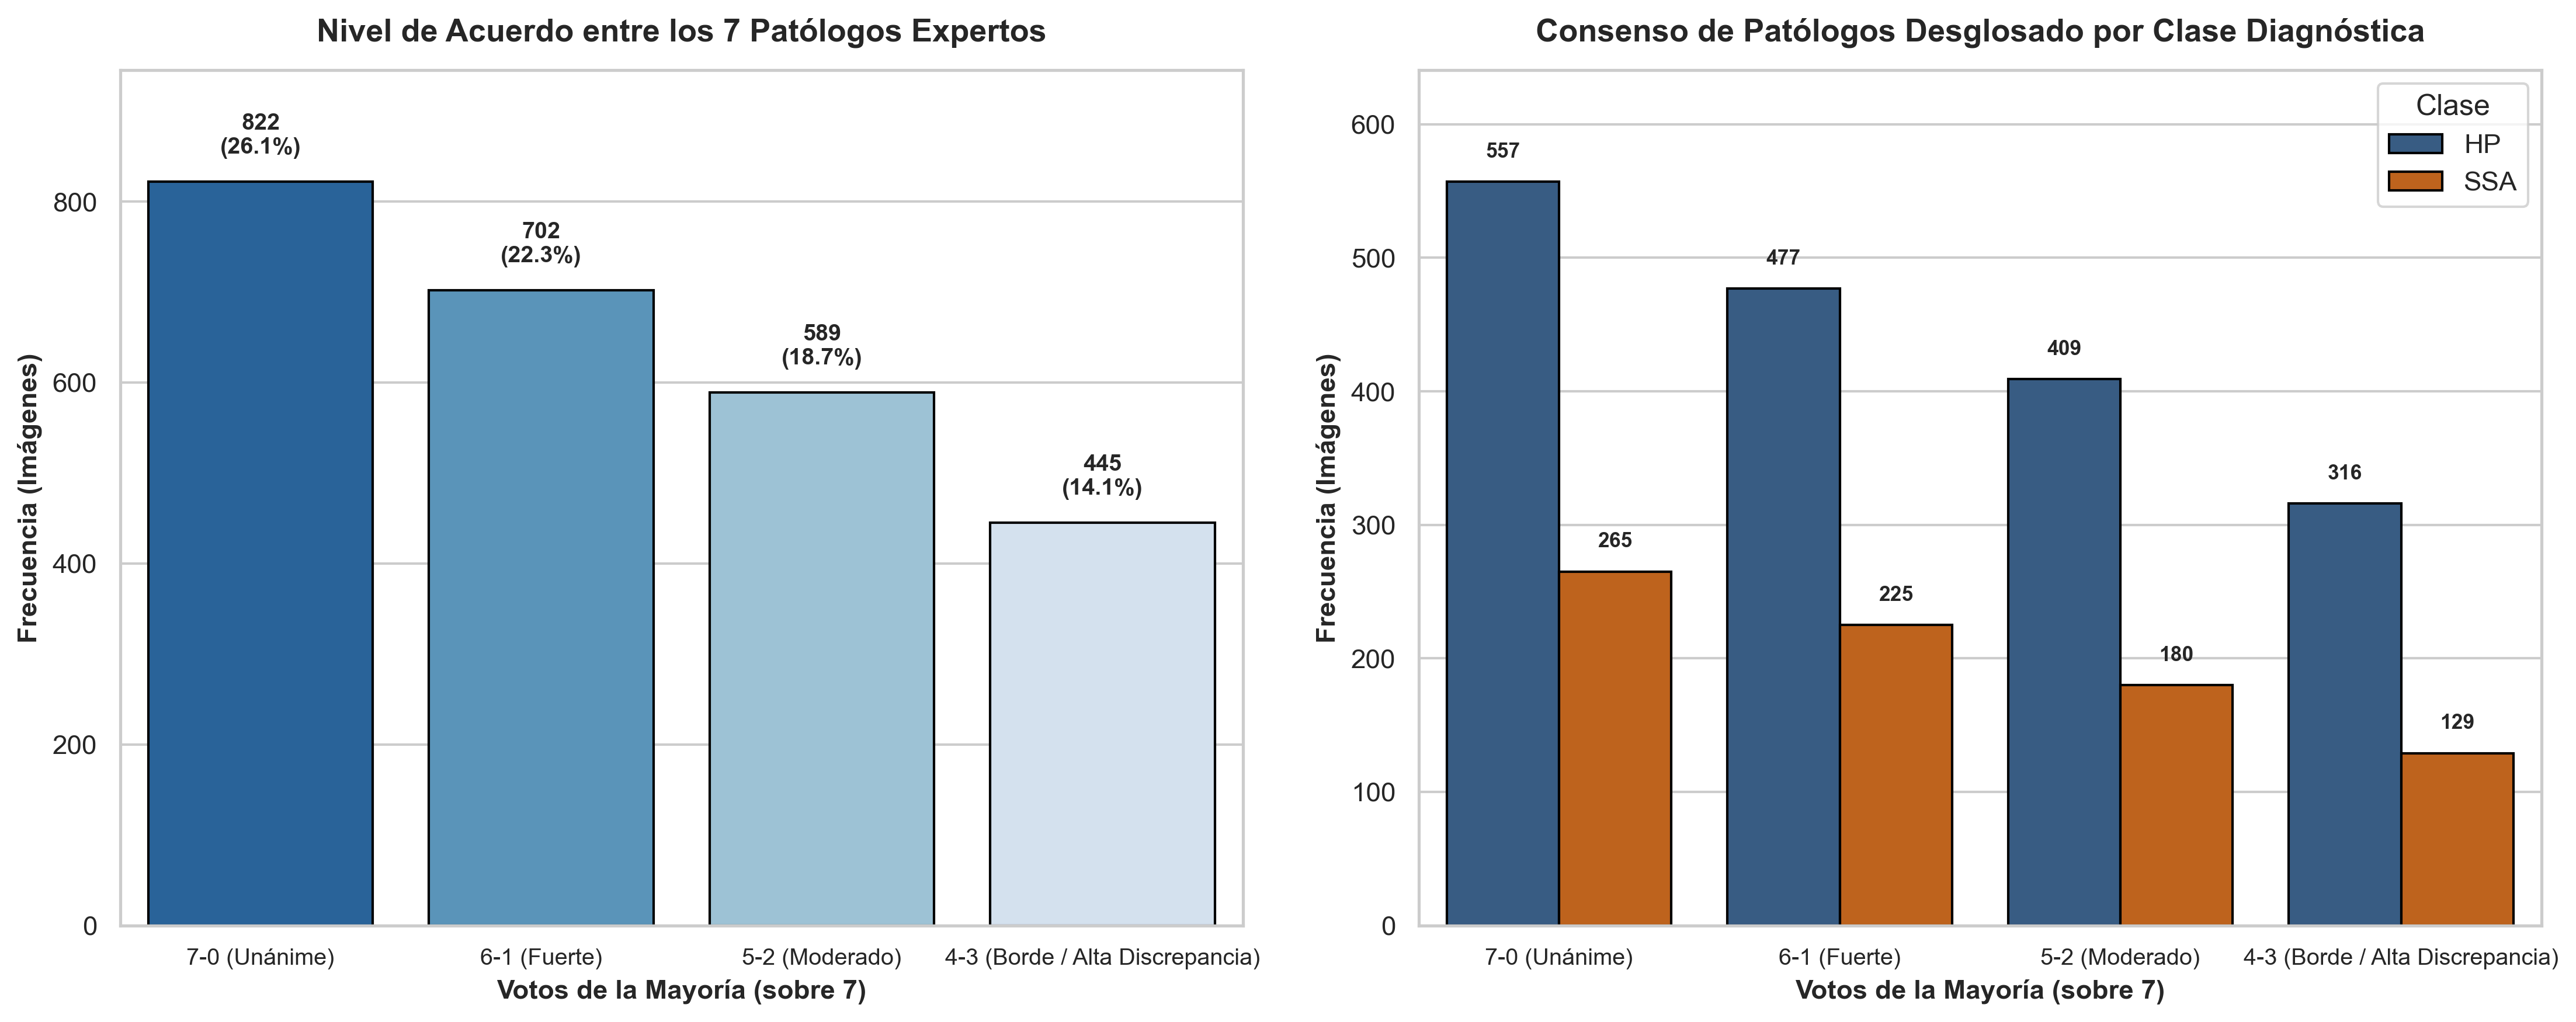 Nivel de Acuerdo entre los 7 Patólogos Expertos
822
(26.1%)
702
(22.3%)
589
(18.7%)
445
(14.1%)
800
600
400
200
0
Frecuencia (Imágenes)
7-0 (Unánime)
6-1 (Fuerte)
5-2 (Moderado)
4-3 (Borde / Alta Discrepancia)
Votos de la Mayoría (sobre 7)
Consenso de Patólogos Desglosado por Clase Diagnóstica
Clase
HP
SSA
557
265
477
225
409
180
316
129
600
500
400
300
200
100
0
Frecuencia (Imágenes)
7-0 (Unánime)
6-1 (Fuerte)
5-2 (Moderado)
4-3 (Borde / Alta Discrepancia)
Votos de la Mayoría (sobre 7)